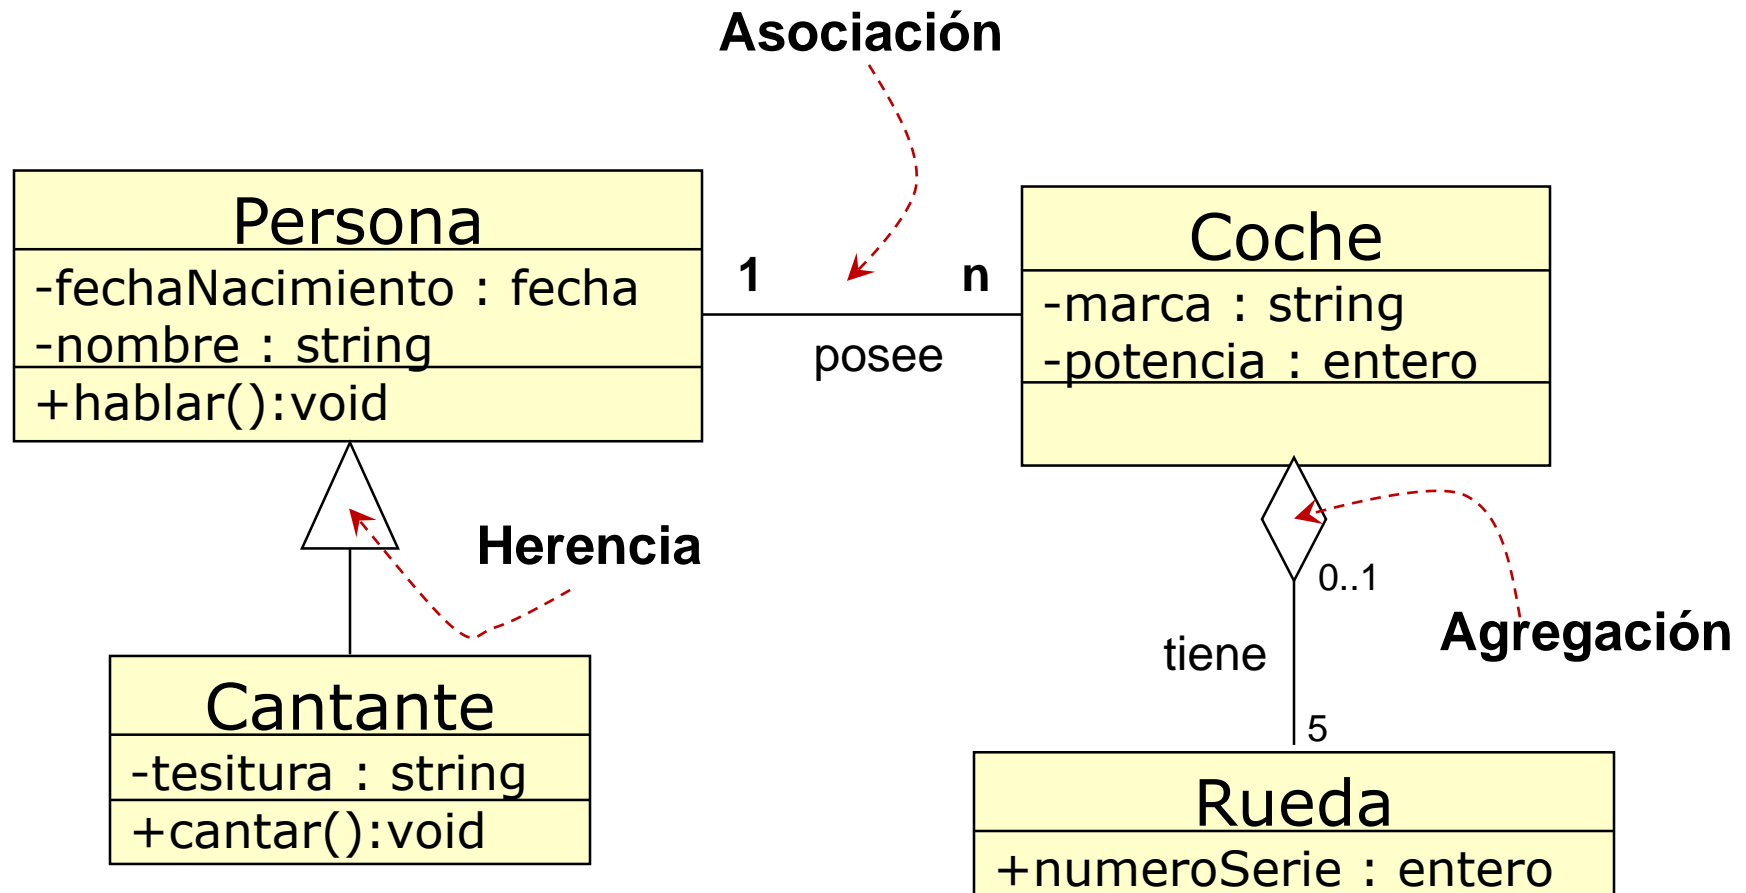 Asociación
Persona
-fechaNacimiento : fecha
-nombre : string
+hablar():void
1
n
posee
Coche
-marca : string
-potencia : entero
Herencia
0..1
Agregación
tiene
5
Cantante
-tesitura : string
+cantar():void
Rueda
+numeroSerie : entero